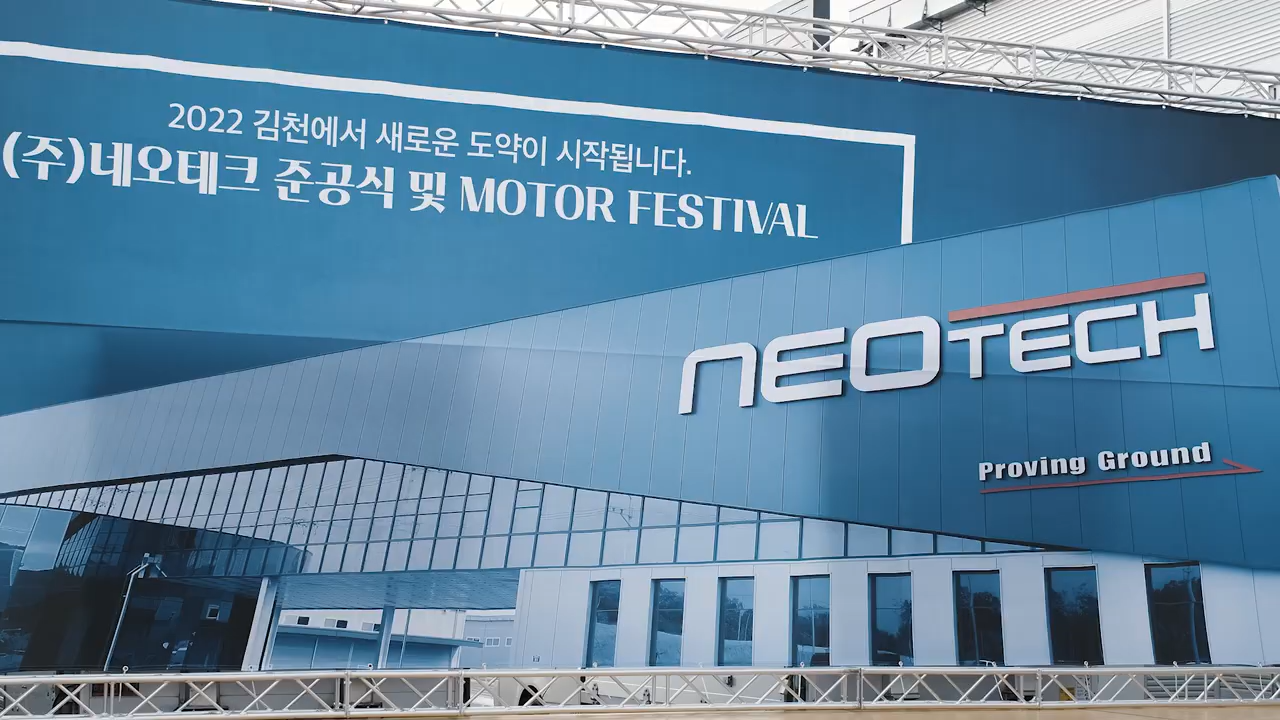 2022 김천에서 새로운 도약이 시작됩니다.
(주)네오테크 준공식 및 MOTOR FESTIVAL
NEOTECH
Proving Ground